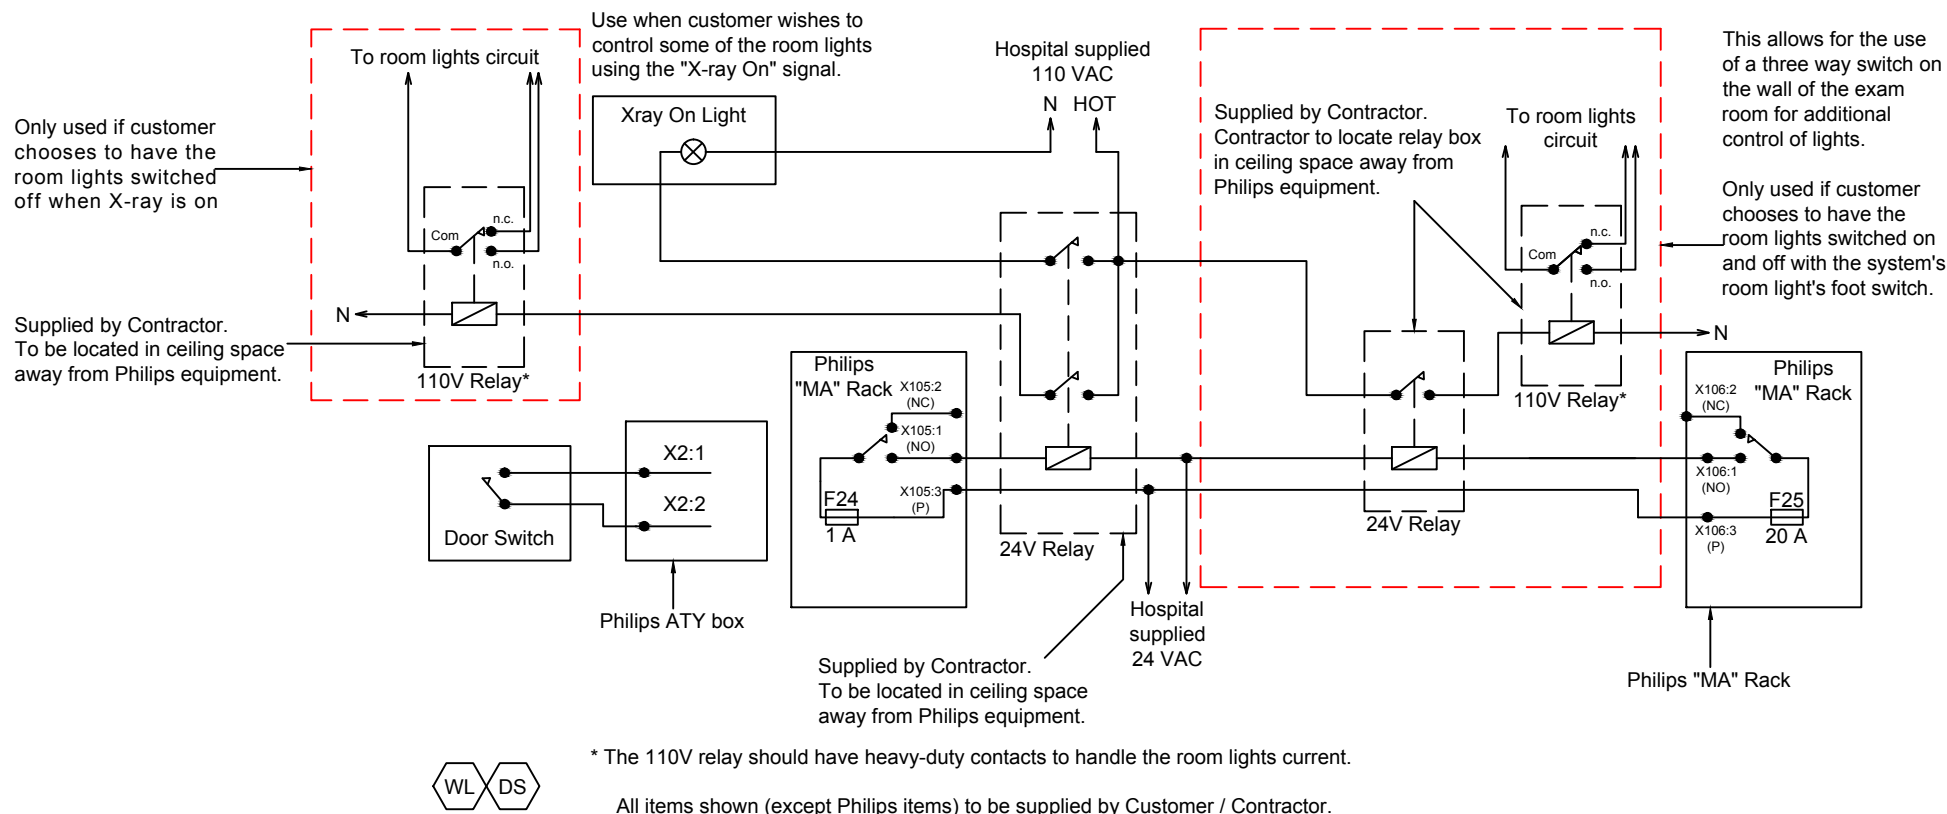 Use when customer wishes to
control some of the room lights
using the "X-ray On" signal.
To room lights circuit
Hospital supplied
110 VAC
N HOT
This allows for the use
of a three way switch on
the wall of the exam
room for additional
control of lights.
Only used if customer
chooses to have the
room lights switched
off when X-ray is on
Xray On Light
Supplied by Contractor.
Contractor to locate relay box
in ceiling space away from
Philips equipment.
To room lights
circuit
Only used if customer
chooses to have the
room lights switched on
and off with the system's
room light's foot switch.
n.c.
Com
n.o.
n.c.
Com
n.o.
N
N
Supplied by Contractor.
To be located in ceiling space
away from Philips equipment.
110V Relay*
Philips
"MA" Rack
X105:2
(NC)
X105:1
(NO)
X105:3
(P)
F24
1 A
24V Relay
110V Relay*
24V Relay
Philips
"MA" Rack
X106:2
(NC)
X106:1
(NO)
X106:3
(P)
F25
20 A
X2:1
X2:2
Door Switch
Philips ATY box
Hospital
supplied
24 VAC
Supplied by Contractor.
To be located in ceiling space
away from Philips equipment.
Philips "MA" Rack
* The 110V relay should have heavy-duty contacts to handle the room lights current.
WL DS
All items shown (except Philips items) to be supplied by Customer / Contractor.